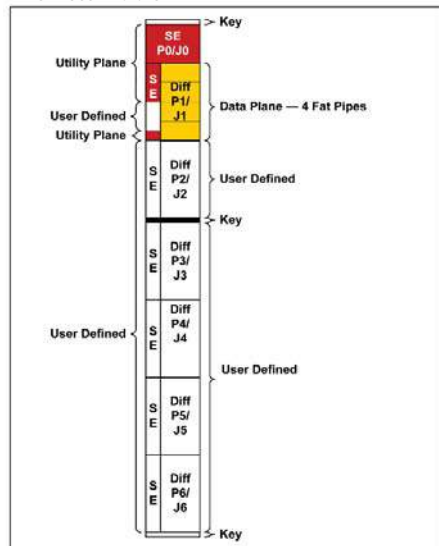 Key
SE
P0/J0
Utility Plane
S
E
Diff
P1/
J1
Data Plane — 4 Fat Pipes
User Defined
Utility Plane
S
E
Diff
P2/
J2
User Defined
Key
S
E
Diff
P3/
J3
User Defined
S
E
Diff
P4/
J4
User Defined
S
E
Diff
P5/
J5
S
E
Diff
P6/
J6
Key